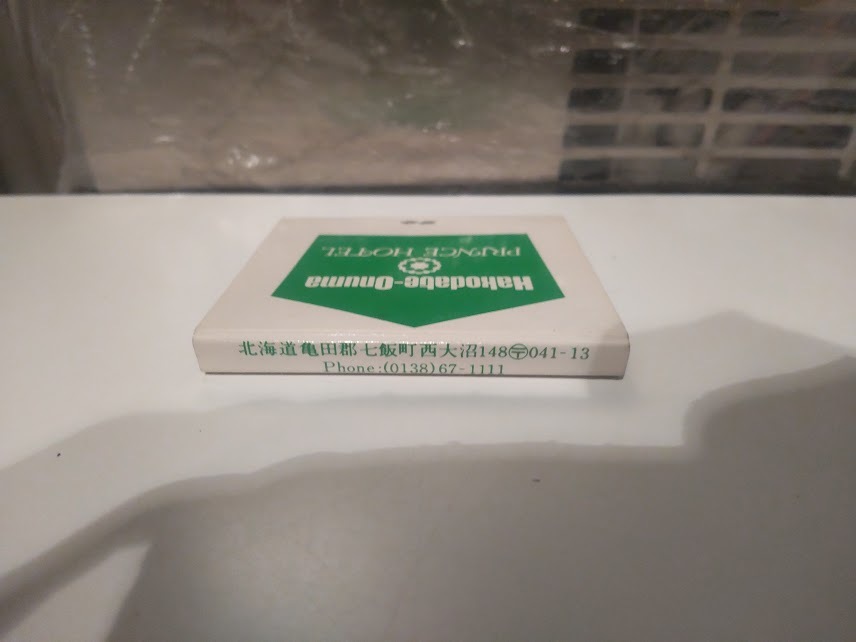 Hakodate-Onuma
PRINCE HOTEL
北海道亀田郡七飯町西大沼148〶041-13
Phone:(0138)67-1111